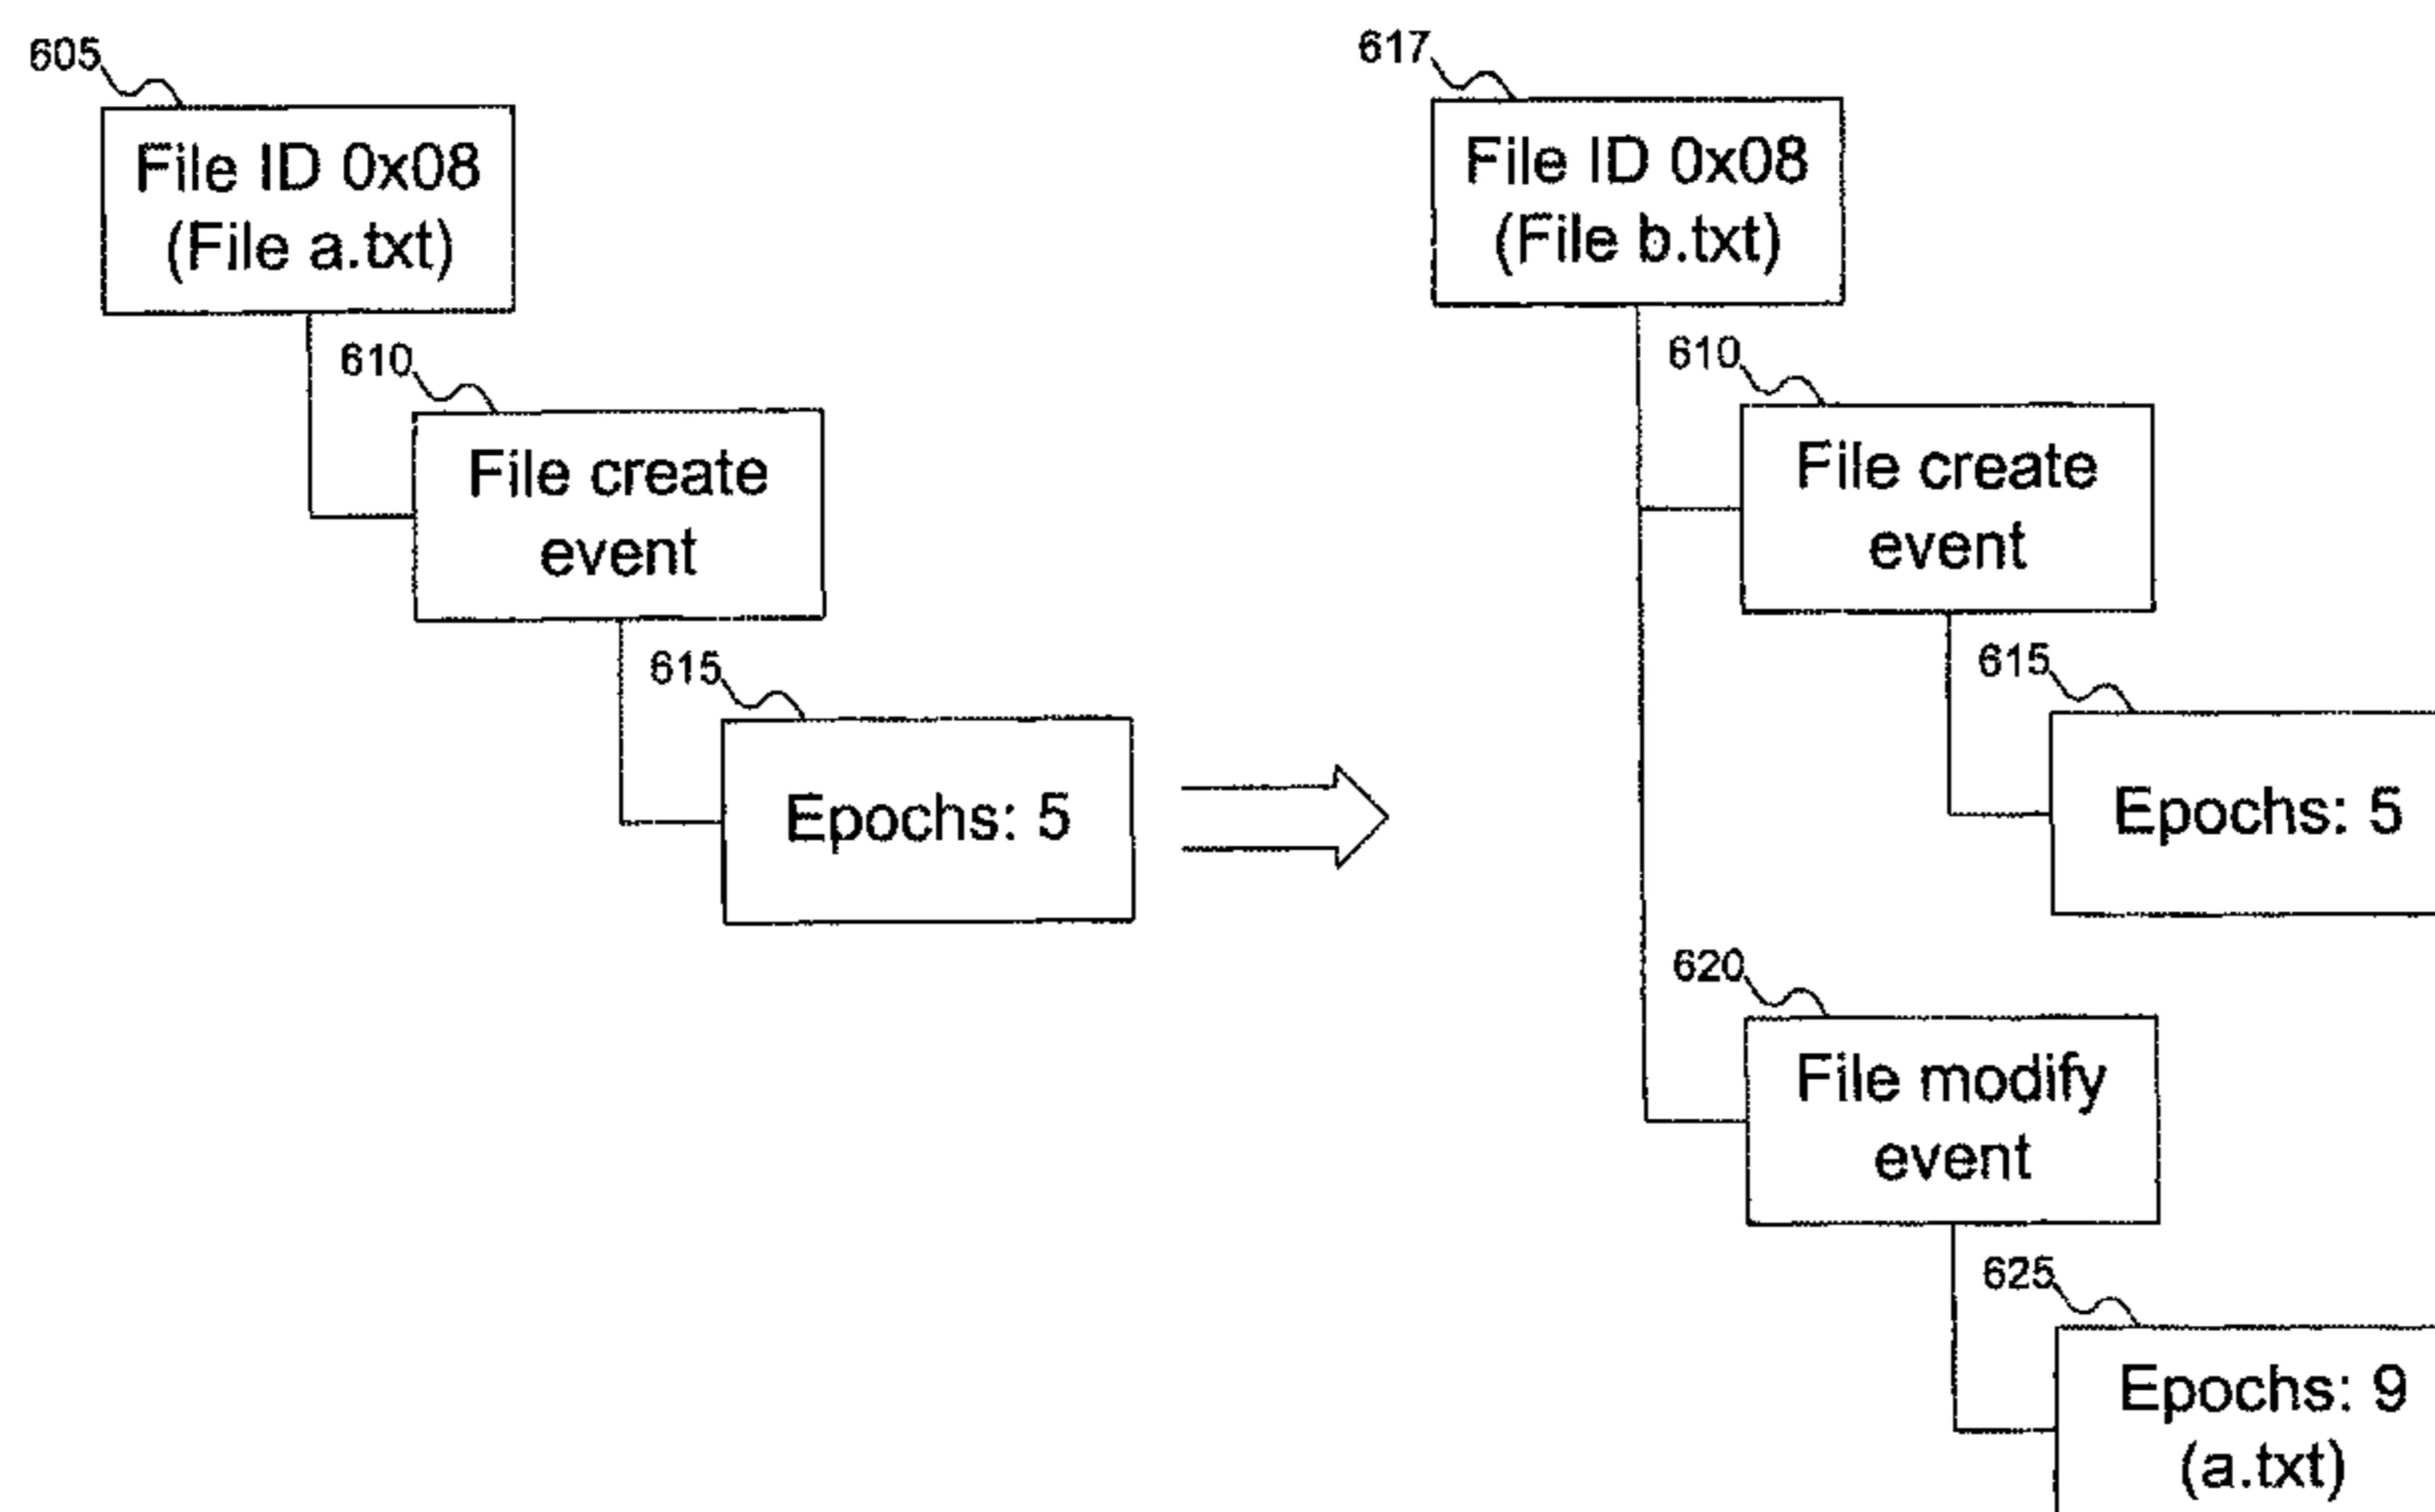 605
File ID 0x08
(File a.txt)
610
File create
event
615
Epochs: 5
617
File ID 0x08
(File b.txt)
610
File create
event
615
Epochs: 5
620
File modify
event
625
Epochs: 9
(a.txt)